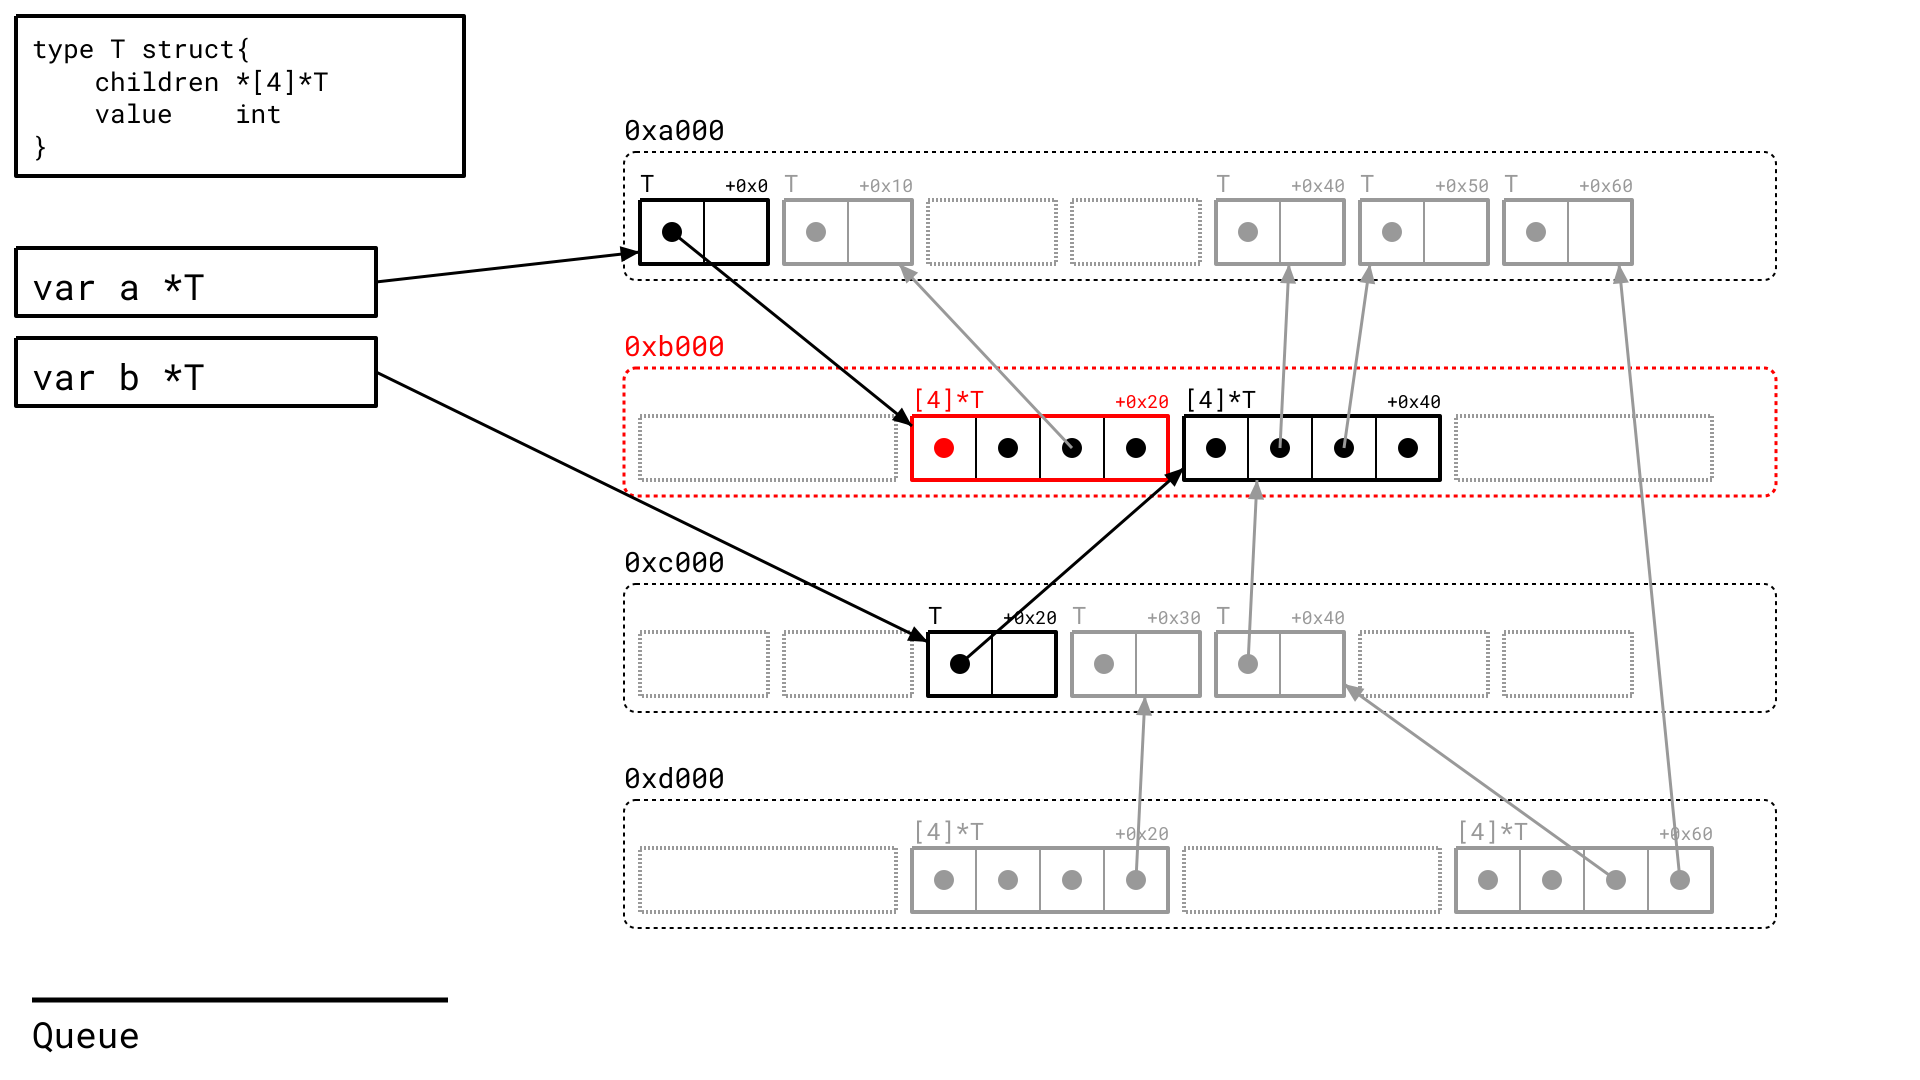 type T struct{
    children *[4]*T
    value    int
}
var a *T
var b *T
0xa000
T +0x0 T +0x10 T +0x40 T +0x50 T +0x60
0xb000
[4]*T +0x20 [4]*T +0x40
0xc000
T +0x20 T +0x30 T +0x40
0xd000
[4]*T +0x20 [4]*T +0x60
Queue